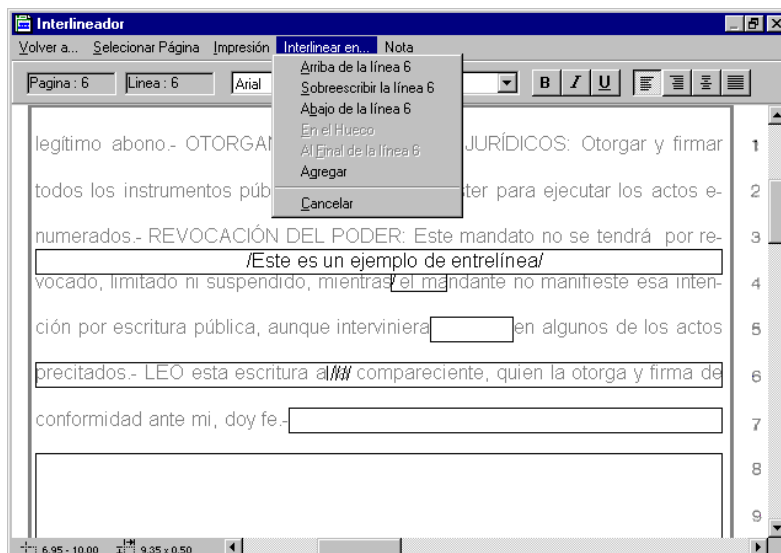 Interlineador
Volver a... Selecionar Página Impresión Interlinear en... Nota
Pagina : 6 Linea : 6 Arial B I U
Arriba de la línea 6
Sobreescribir la línea 6
Abajo de la línea 6
En el Hueco
Al Final de la línea 6
Agregar
Cancelar
legítimo abono.- JURÍDICOS: Otorgar y firmar 1
todos los instrumentos para ejecutar los actos e- 2
numerados.- REVOCACIÓN DEL PODER: Este mandato no se tendrá por re- 3
/Este es un ejemplo de entrelínea/
vocado, limitado ni suspendido, mientras/el mandante no manifieste esa inten- 4
ción por escritura pública, aunque interviniera en algunos de los actos 5
precitados.- LEO esta escritura al/// compareciente, quien la otorga y firma de 6
conformidad ante mi, doy fe.- 7
8
9
6,95 - 10,00 9,35 x 0,50